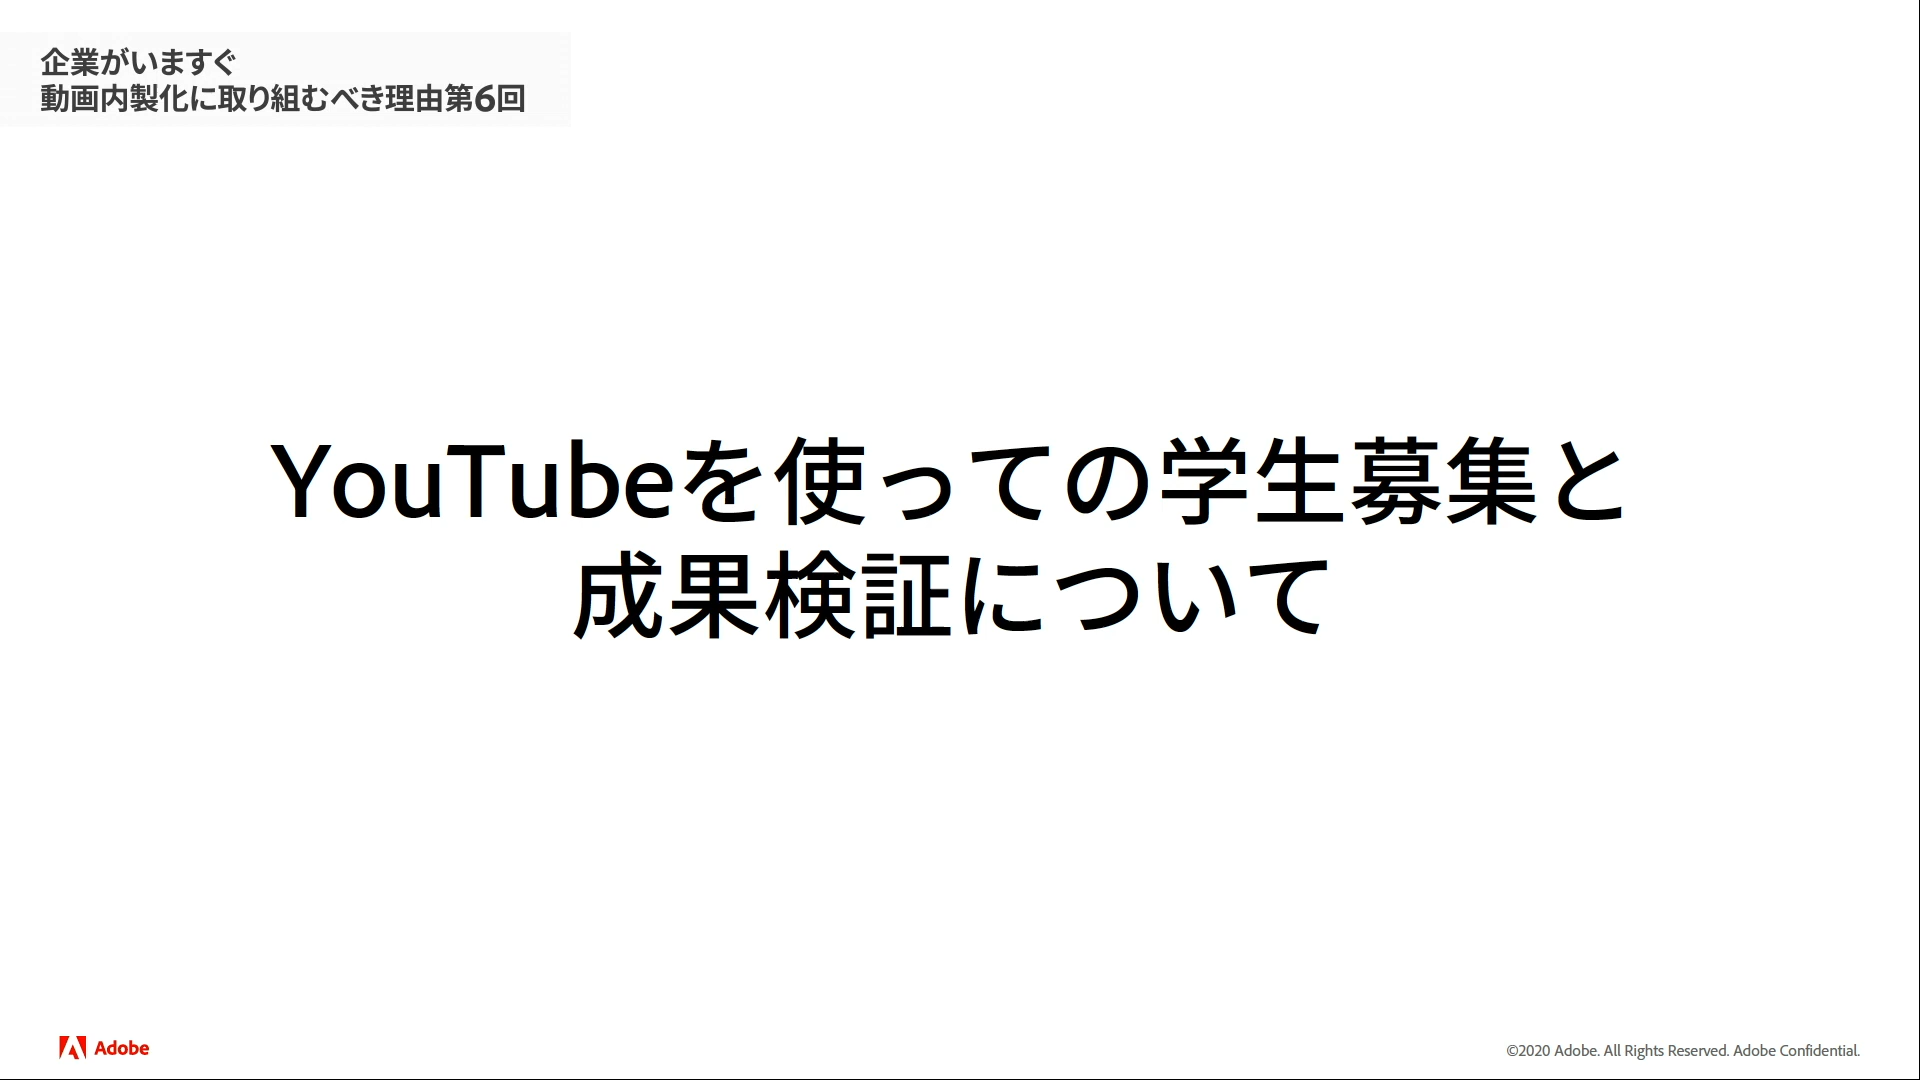 企業がいますぐ
動画内製化に取り組むべき理由第6回
YouTubeを使っての学生募集と
成果検証について
Adobe
©2020 Adobe. All Rights Reserved. Adobe Confidential.